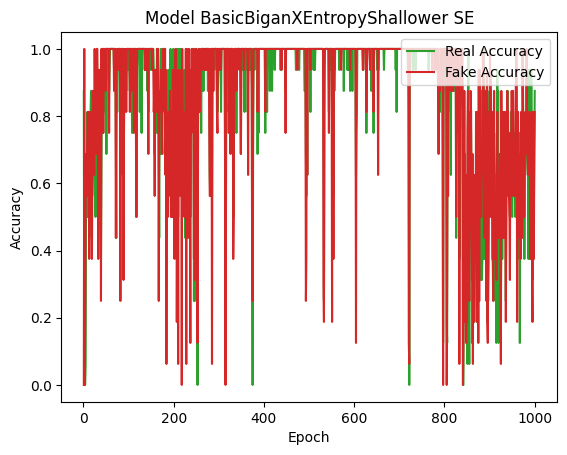 Model BasicBiganXEntropyShallower SE
Real Accuracy
Fake Accuracy
Accuracy
1.0
0.8
0.6
0.4
0.2
0.0
0 200 400 600 800 1000
Epoch